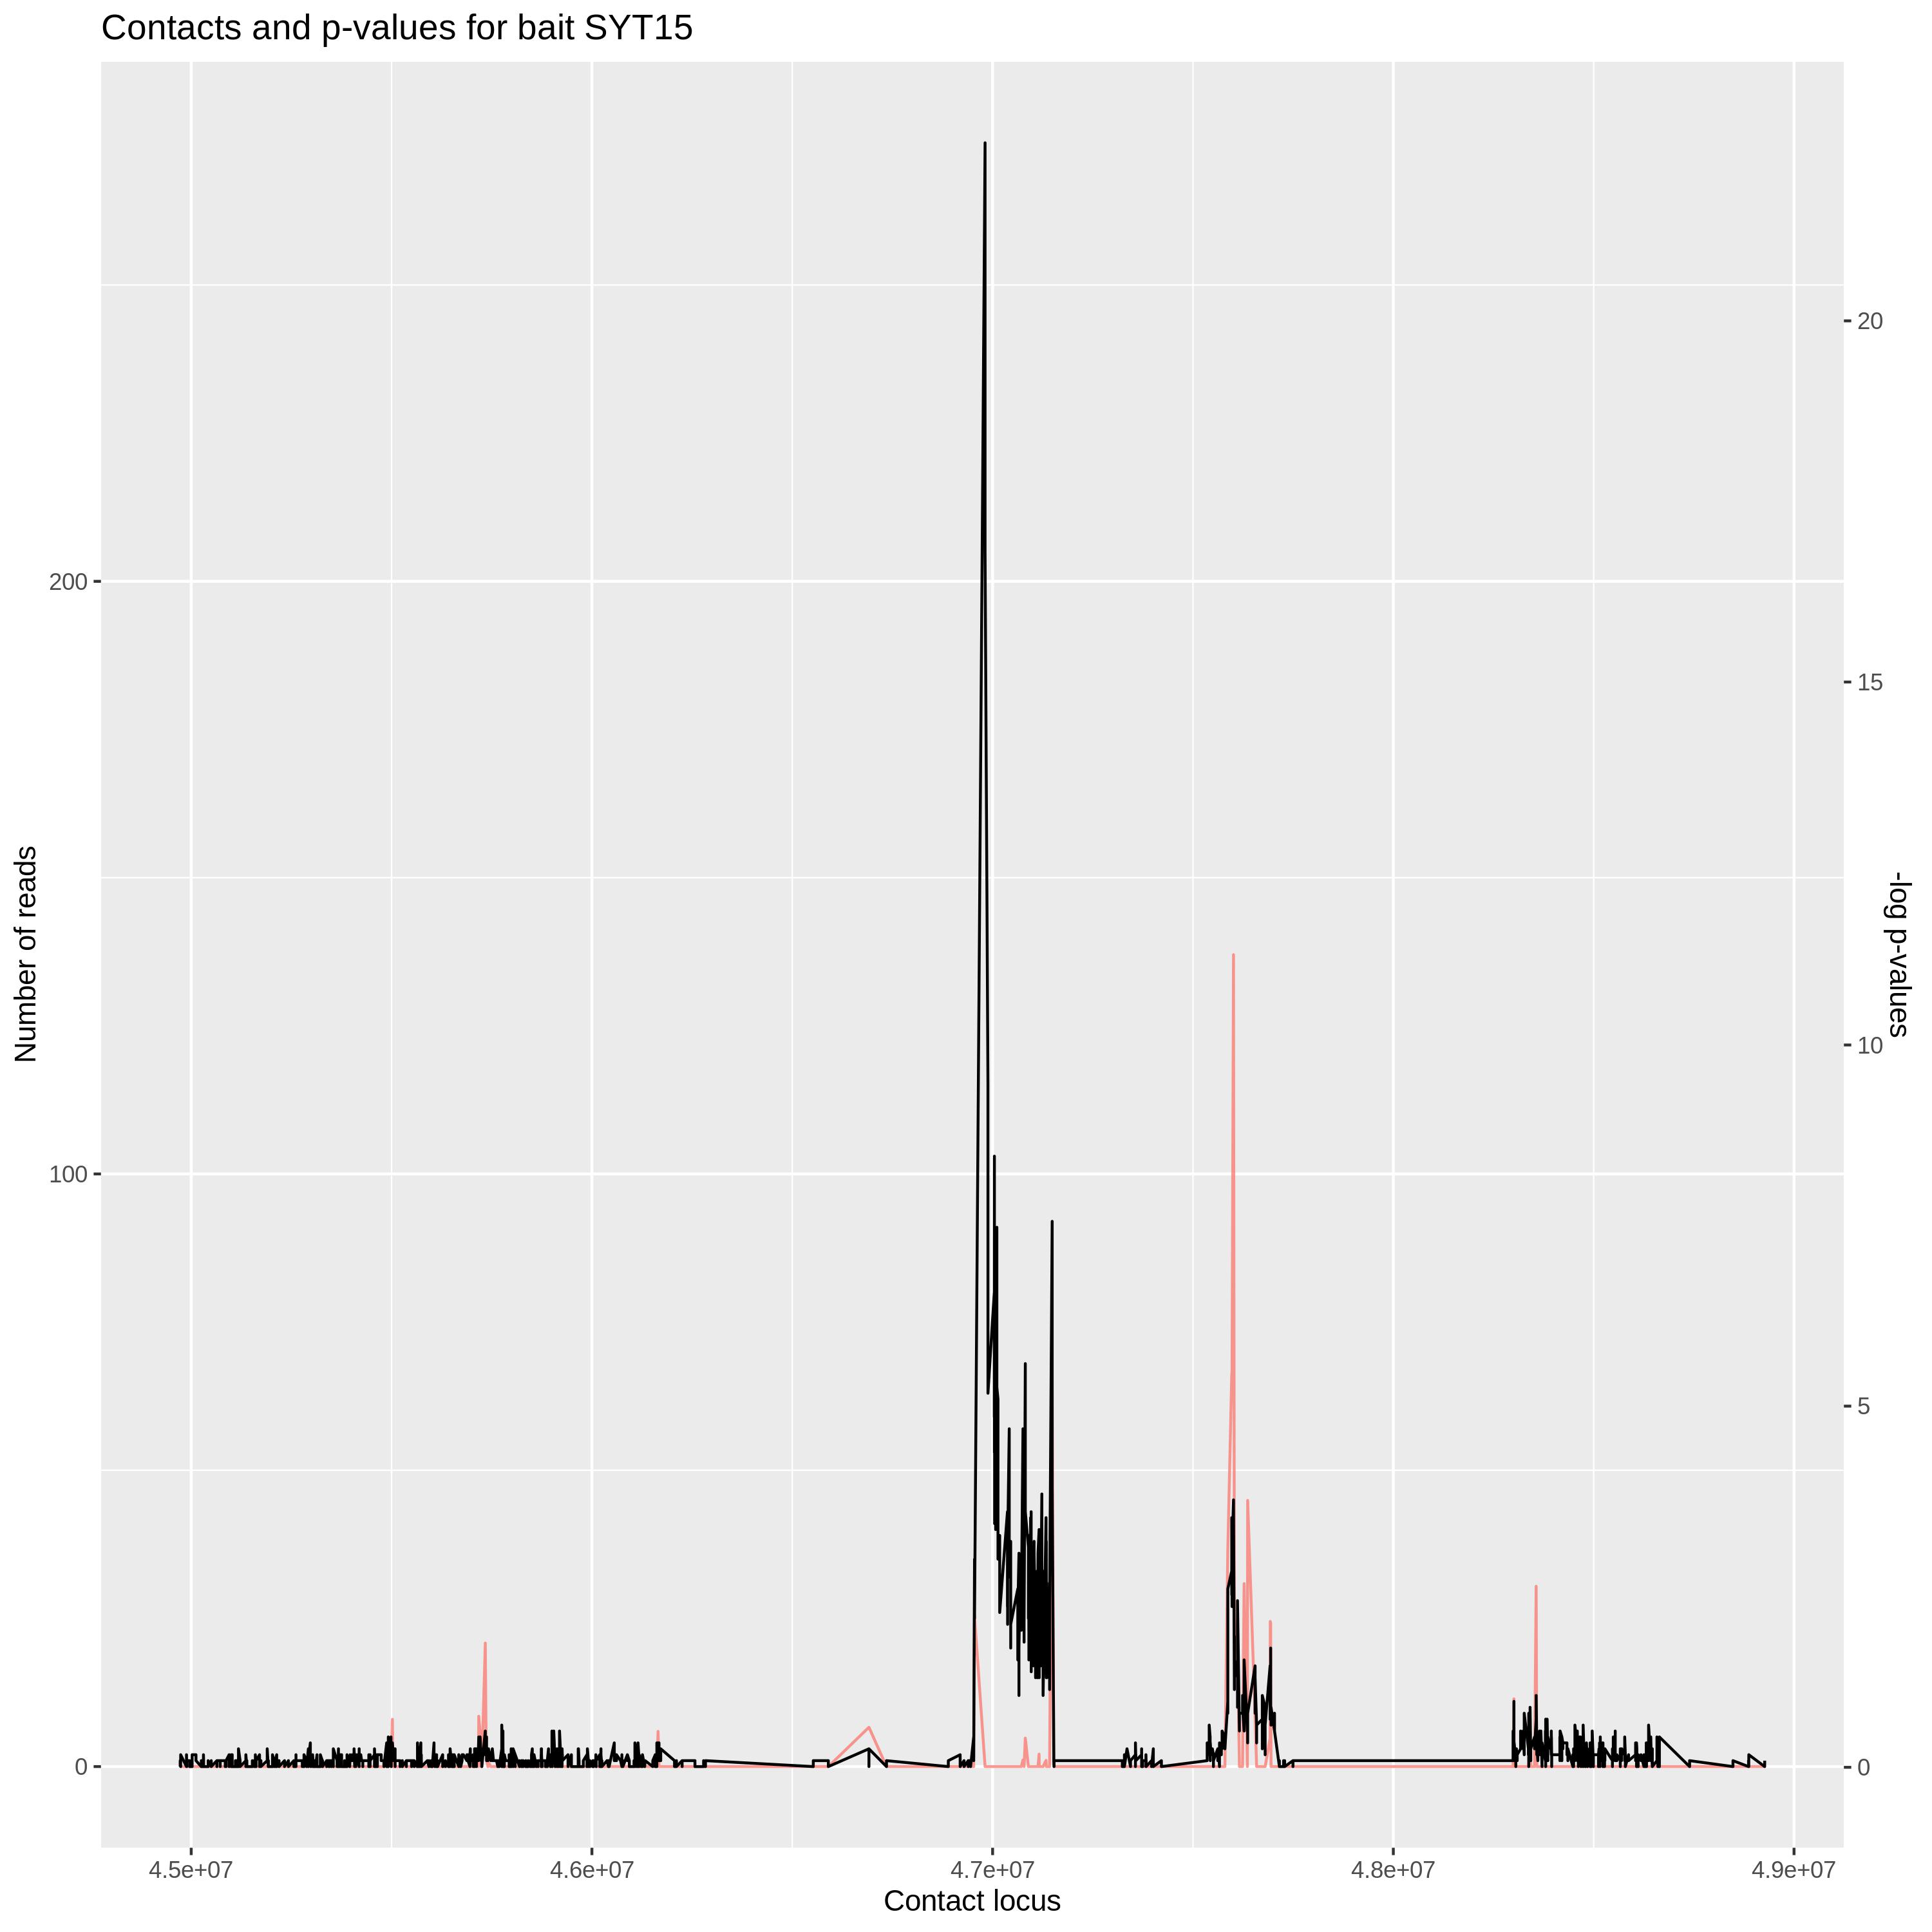 Contacts and p-values for bait SYT15
Number of reads
200
100
0
20
15
10
5
0
-log p-values
4.5e+07
4.6e+07
4.7e+07
4.8e+07
4.9e+07
Contact locus